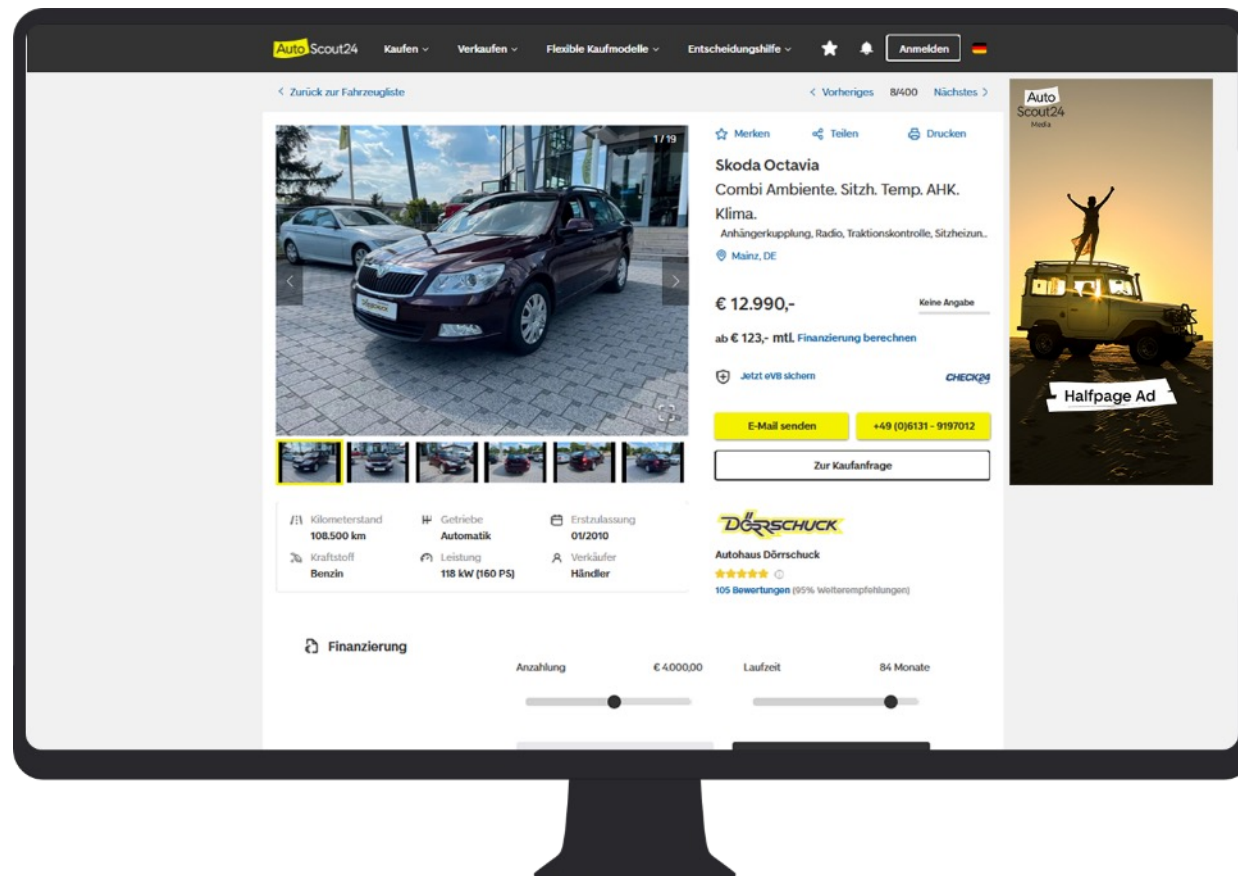 Auto Scout24 Kaufen Verkaufen Flexible Kaufmodelle Entscheidungshilfe Anmelden
Zurück zur Fahrzeugliste
Vorheriges 8/400 Nächstes
1/19
Merken Teilen Drucken
Skoda Octavia
Combi Ambiente. Sitzh. Temp. AHK.
Klima.
Anhängerkupplung, Radio, Traktionskontrolle, Sitzheizun..
Mainz, DE
€ 12.990,- Keine Angabe
ab € 123,- mtl. Finanzierung berechnen
Jetzt eVB sichern CHECK24
E-Mail senden +49 (0)6131 - 9197012
Zur Kaufanfrage
Kilometerstand Getriebe Erstzulassung
108.500 km Automatik 01/2010
Kraftstoff Leistung Verkäufer
Benzin 118 kW (160 PS) Händler
DÖRRSCHUCK
Autohaus Dörrschuck
105 Bewertungen (95% Weiterempfehlungen)
Finanzierung
Anzahlung € 4.000,00 Laufzeit 84 Monate
Auto
Scout24
Media
Halfpage Ad